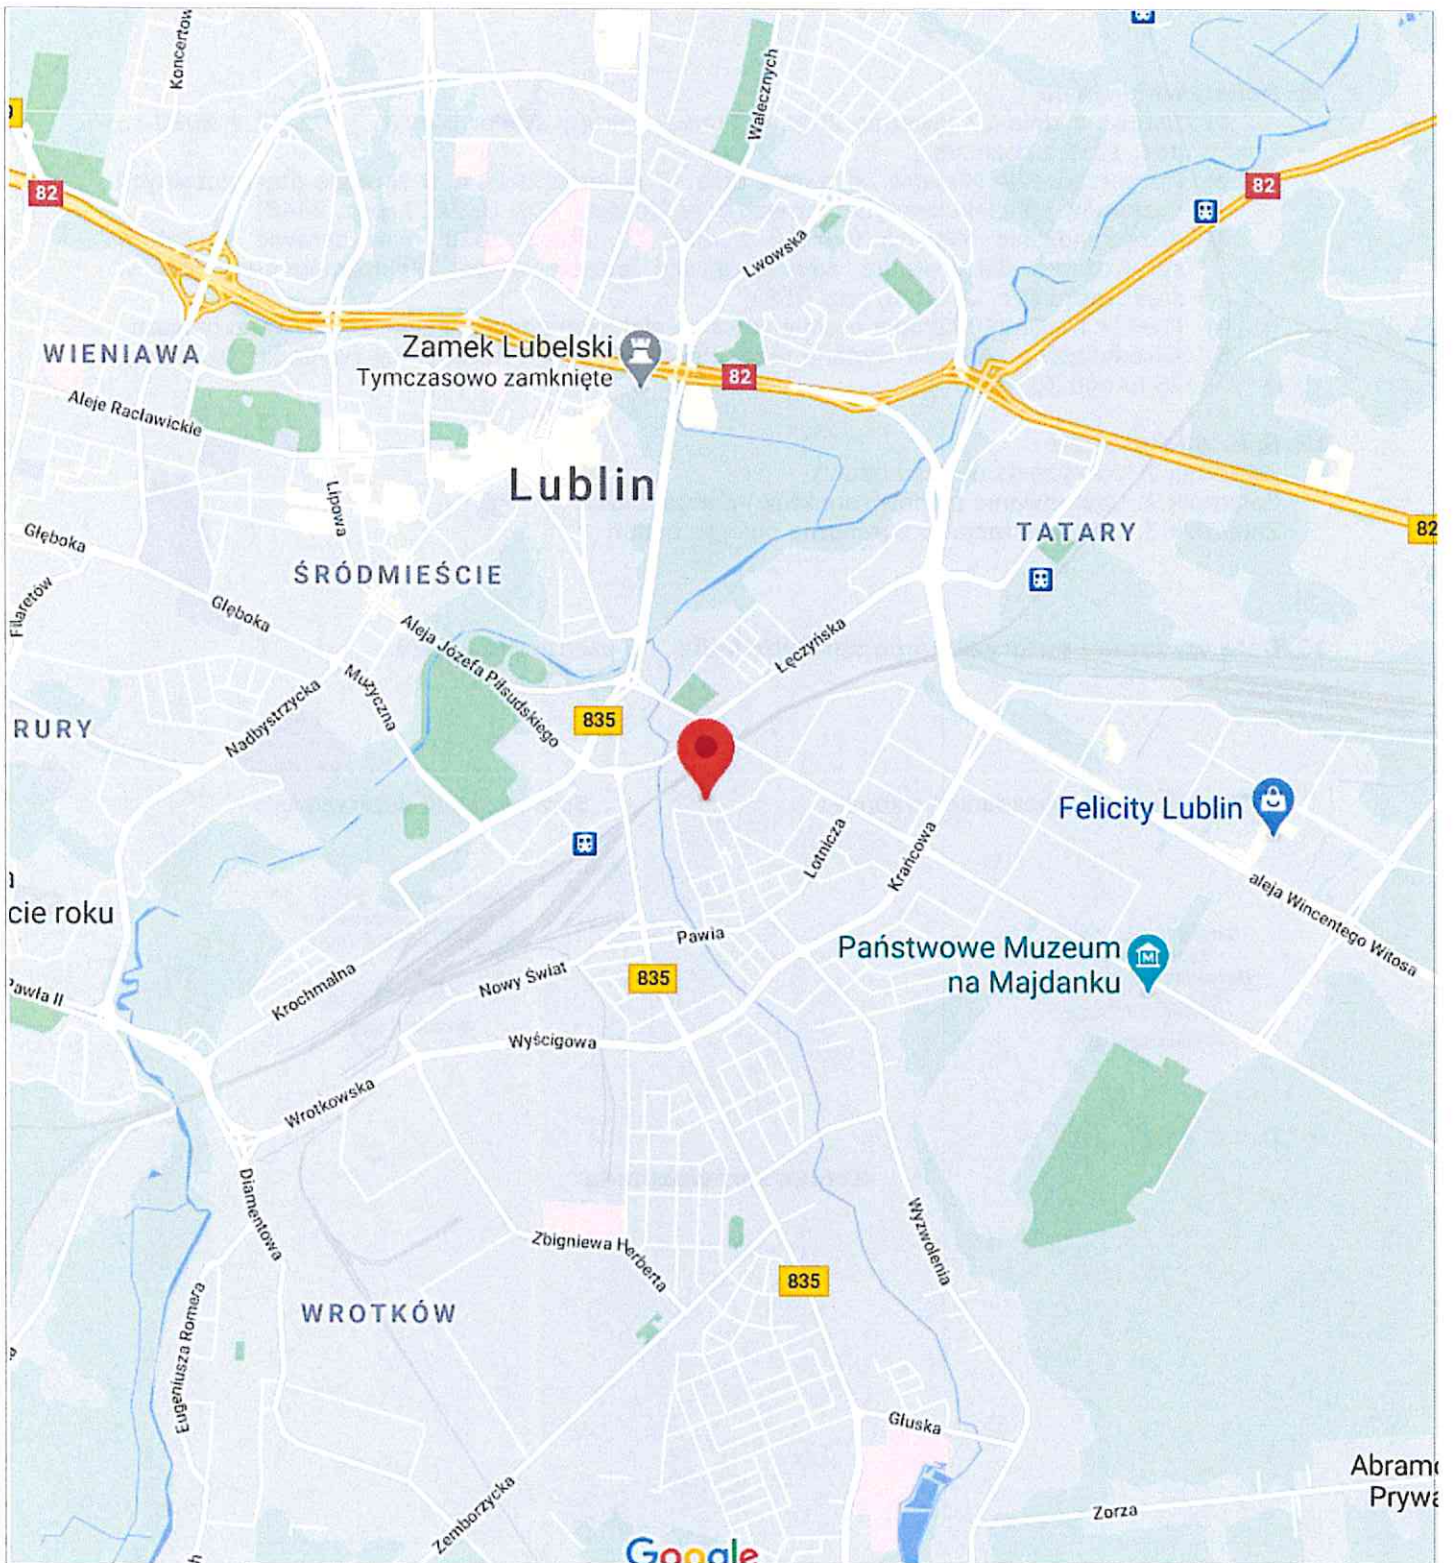 Koncertow
Walecznych
82
82
Lwowska
WIENIAWA
Zamek Lubelski
Tymczasowo zamknięte
82
Aleje Racławickie
Lublin
Lipowa
82
TATARY
Głęboka
ŚRÓDMIEŚCIE
Filaretów
Głęboka
Aleja Józefa Piłsudskiego
Łęczyńska
Muzyczna
Nadbystrzycka
RURY
835
Felicity Lublin
Lotnicza
Krańcowa
cie roku
aleja Wincentego Witosa
Pawia
Państwowe Muzeum
na Majdanku
Nowy Świat
835
Krochmalna
Pawła II
Wyścigowa
Wrotkowska
Diamentowa
Wyzwolenia
Zbigniewa Herberta
835
WROTKÓW
Eugeniusza Romera
Głuska
Abramo
Prywa
Zemborzycka
Zorza
Google